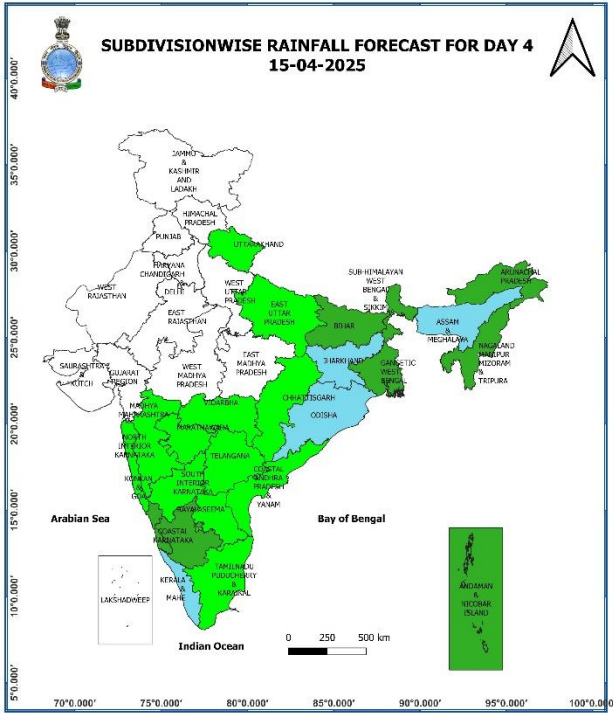 SUBDIVISIONWISE RAINFALL FORECAST FOR DAY 4
15-04-2025
40°0.000'
35°0.000'
30°0.000'
25°0.000'
20°0.000'
15°0.000'
10°0.000'
5°0.000'
JAMMU
&
KASHMIR
AND
LADAKH
HIMACHAL
PRADESH
PUNJAB
UTTARAKHAND
HARYANA
CHANDIGARH
&
DELHI
WEST
RAJASTHAN
WEST
UTTAR
PRADESH
EAST
RAJASTHAN
EAST
UTTAR
PRADESH
SUB-HIMALAYAN
WEST
BENGAL
&
SIKKIM
ARUNACHAL
PRADESH
BIHAR
ASSAM
&
MEGHALAYA
NAGALAND
MANIPUR
MIZORAM
&
TRIPURA
SAURASHTRA
&
KUTCH
GUJARAT
REGION
WEST
MADHYA
PRADESH
EAST
MADHYA
PRADESH
JHARKHAND
GANGETIC
WEST
BENGAL
CHHATTISGARH
ODISHA
MADHYA
MAHARASHTRA
VIDARBHA
MARATHAWADA
NORTH
INTERIOR
KARNATAKA
TELANGANA
KONKAN
&
GOA
SOUTH
INTERIOR
KARNATAKA
COASTAL
ANDHRA
PRADESH
&
YANAM
RAYALASEEMA
COASTAL
KARNATAKA
Arabian Sea
Bay of Bengal
LAKSHADWEEP
KERALA
&
MAHE
TAMILNADU
PUDUCHERRY
&
KARAIKAL
ANDAMAN
&
NICOBAR
ISLAND
Indian Ocean
0 250 500 km
70°0.000' 75°0.000' 80°0.000' 85°0.000' 90°0.000' 95°0.000' 100°0.000'